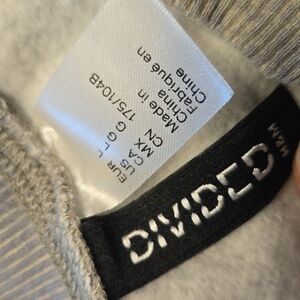 EUR L
US L
CA G
MX G
CN 175/104B
Made in
China
Fabriqué en
Chine
DIVIDED
H&M